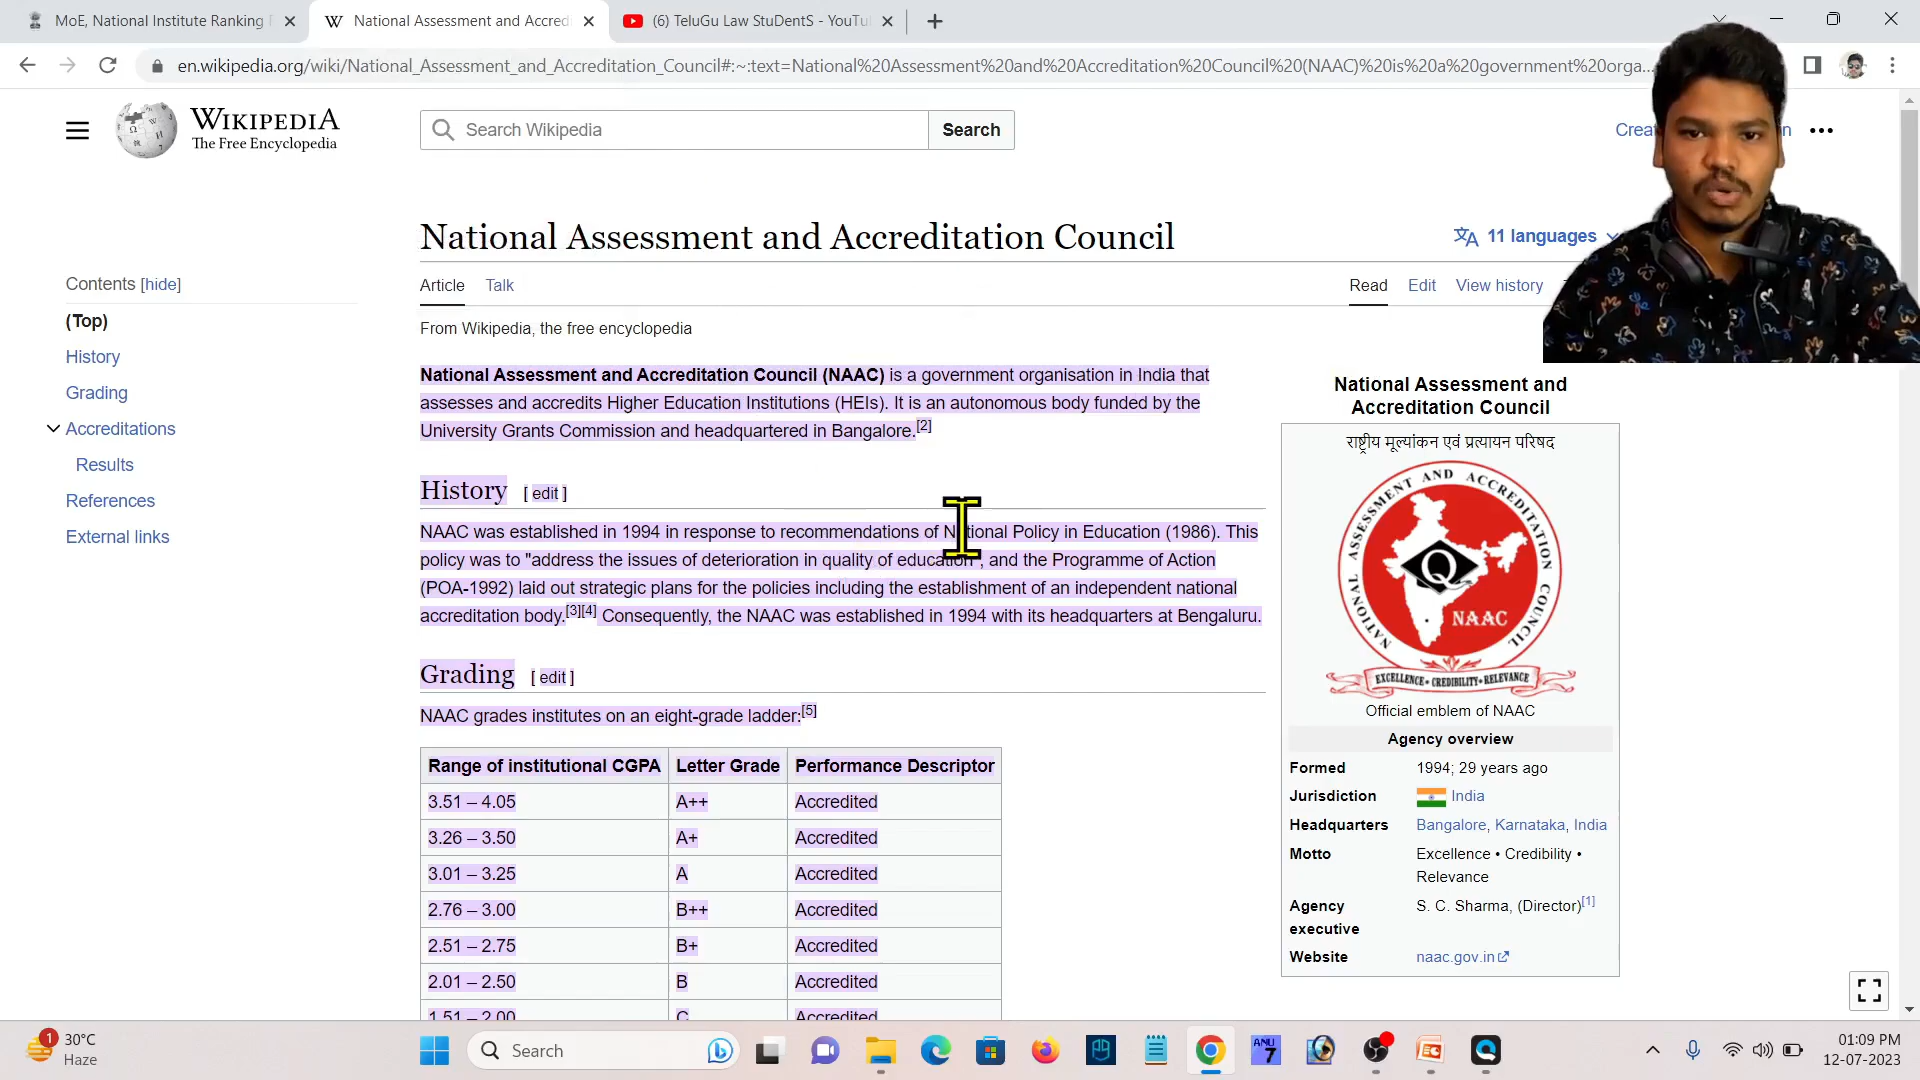 MoE, National Institute Ranking
National Assessment and Accred
(6) TeluGu Law StuDentS - YouTu
en.wikipedia.org/wiki/National_Assessment_and_Accreditation_Council#:~:text=National%20Assessment%20and%20Accreditation%20Council%20(NAAC)%20is%20a%20government%20orga...
WIKIPEDIA
The Free Encyclopedia
Search Wikipedia
Search
National Assessment and Accreditation Council
11 languages
Article
Talk
Read
Edit
View history
From Wikipedia, the free encyclopedia
Contents [hide]
(Top)
History
Grading
Accreditations
Results
References
External links
National Assessment and Accreditation Council (NAAC) is a government organisation in India that
assesses and accredits Higher Education Institutions (HEIs). It is an autonomous body funded by the
University Grants Commission and headquartered in Bangalore.[2]
History [ edit ]
NAAC was established in 1994 in response to recommendations of National Policy in Education (1986). This
policy was to "address the issues of deterioration in quality of education", and the Programme of Action
(POA-1992) laid out strategic plans for the policies including the establishment of an independent national
accreditation body.[3][4] Consequently, the NAAC was established in 1994 with its headquarters at Bengaluru.
Grading [ edit ]
NAAC grades institutes on an eight-grade ladder:[5]
Range of institutional CGPA Letter Grade Performance Descriptor
3.51 – 4.05 A++ Accredited
3.26 – 3.50 A+ Accredited
3.01 – 3.25 A Accredited
2.76 – 3.00 B++ Accredited
2.51 – 2.75 B+ Accredited
2.01 – 2.50 B Accredited
1.51 – 2.00 C Accredited
National Assessment and
Accreditation Council
राष्ट्रीय मूल्यांकन एवं प्रत्यायन परिषद
NATIONAL ASSESSMENT AND ACCREDITATION COUNCIL
Q
NAAC
EXCELLENCE•CREDIBILITY•RELEVANCE
Official emblem of NAAC
Agency overview
Formed 1994; 29 years ago
Jurisdiction India
Headquarters Bangalore, Karnataka, India
Motto Excellence • Credibility •
Relevance
Agency S. C. Sharma, (Director)[1]
executive
Website naac.gov.in
1
30°C
Haze
Search
ANU
7
01:09 PM
12-07-2023